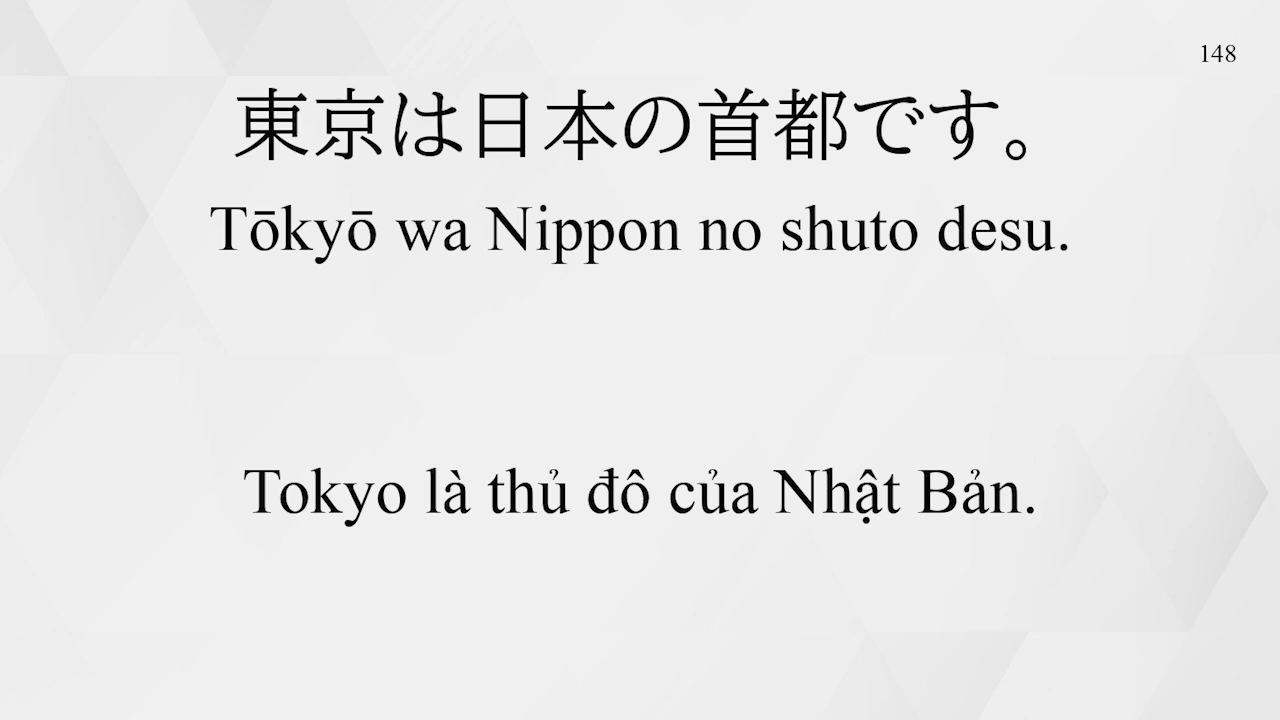 148
東京は日本の首都です。
Tōkyō wa Nippon no shuto desu.
Tokyo là thủ đô của Nhật Bản.